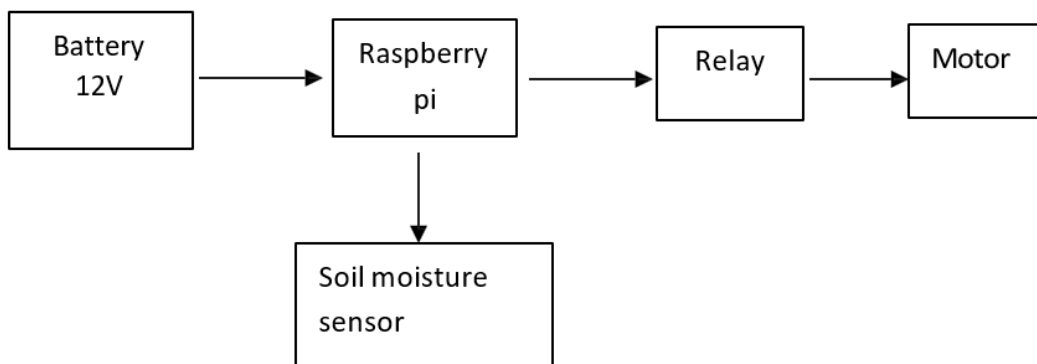 Battery
12V
Raspberry
pi
Relay
Motor
Soil moisture
sensor